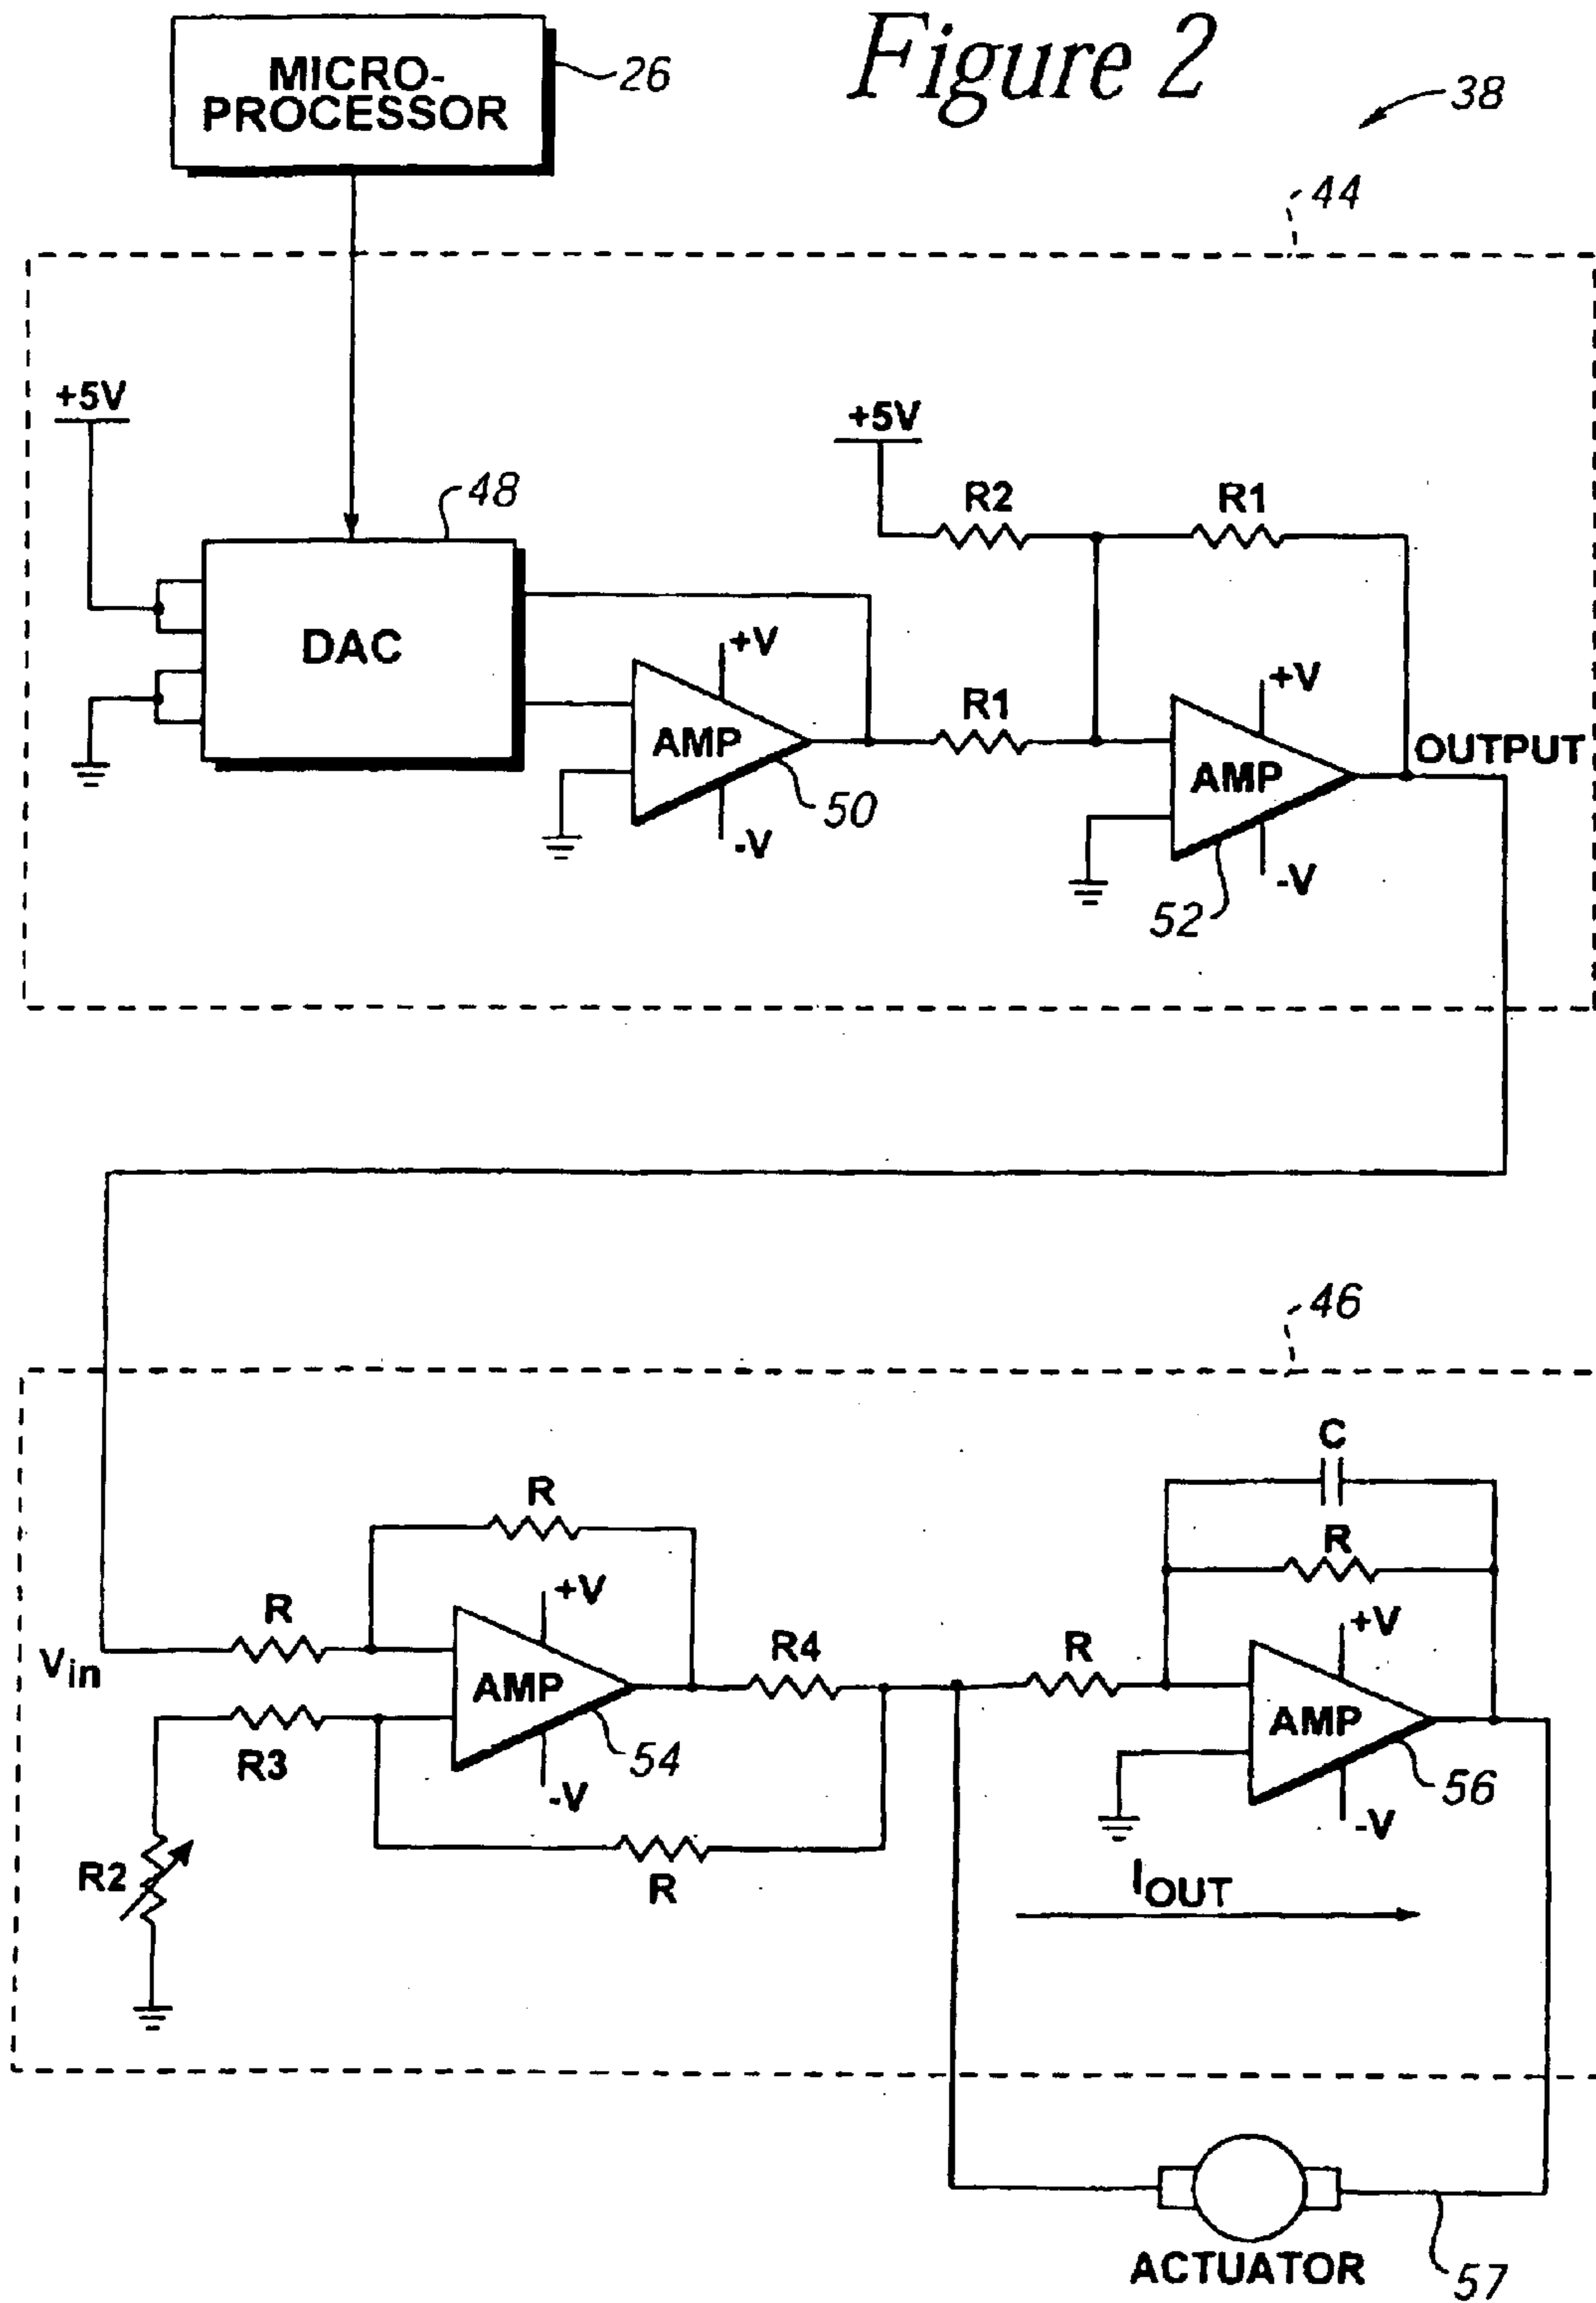 Figure 2
MICRO-
PROCESSOR
26
38
44
+5V
+5V
R2
R1
48
DAC
+V
AMP
-V
50
R1
+V
AMP
-V
52
OUTPUT
46
C
R
R
+V
R
Vin
AMP
54
-V
R3
R4
R
R2
R
+V
AMP
56
-V
IOUT
ACTUATOR
57